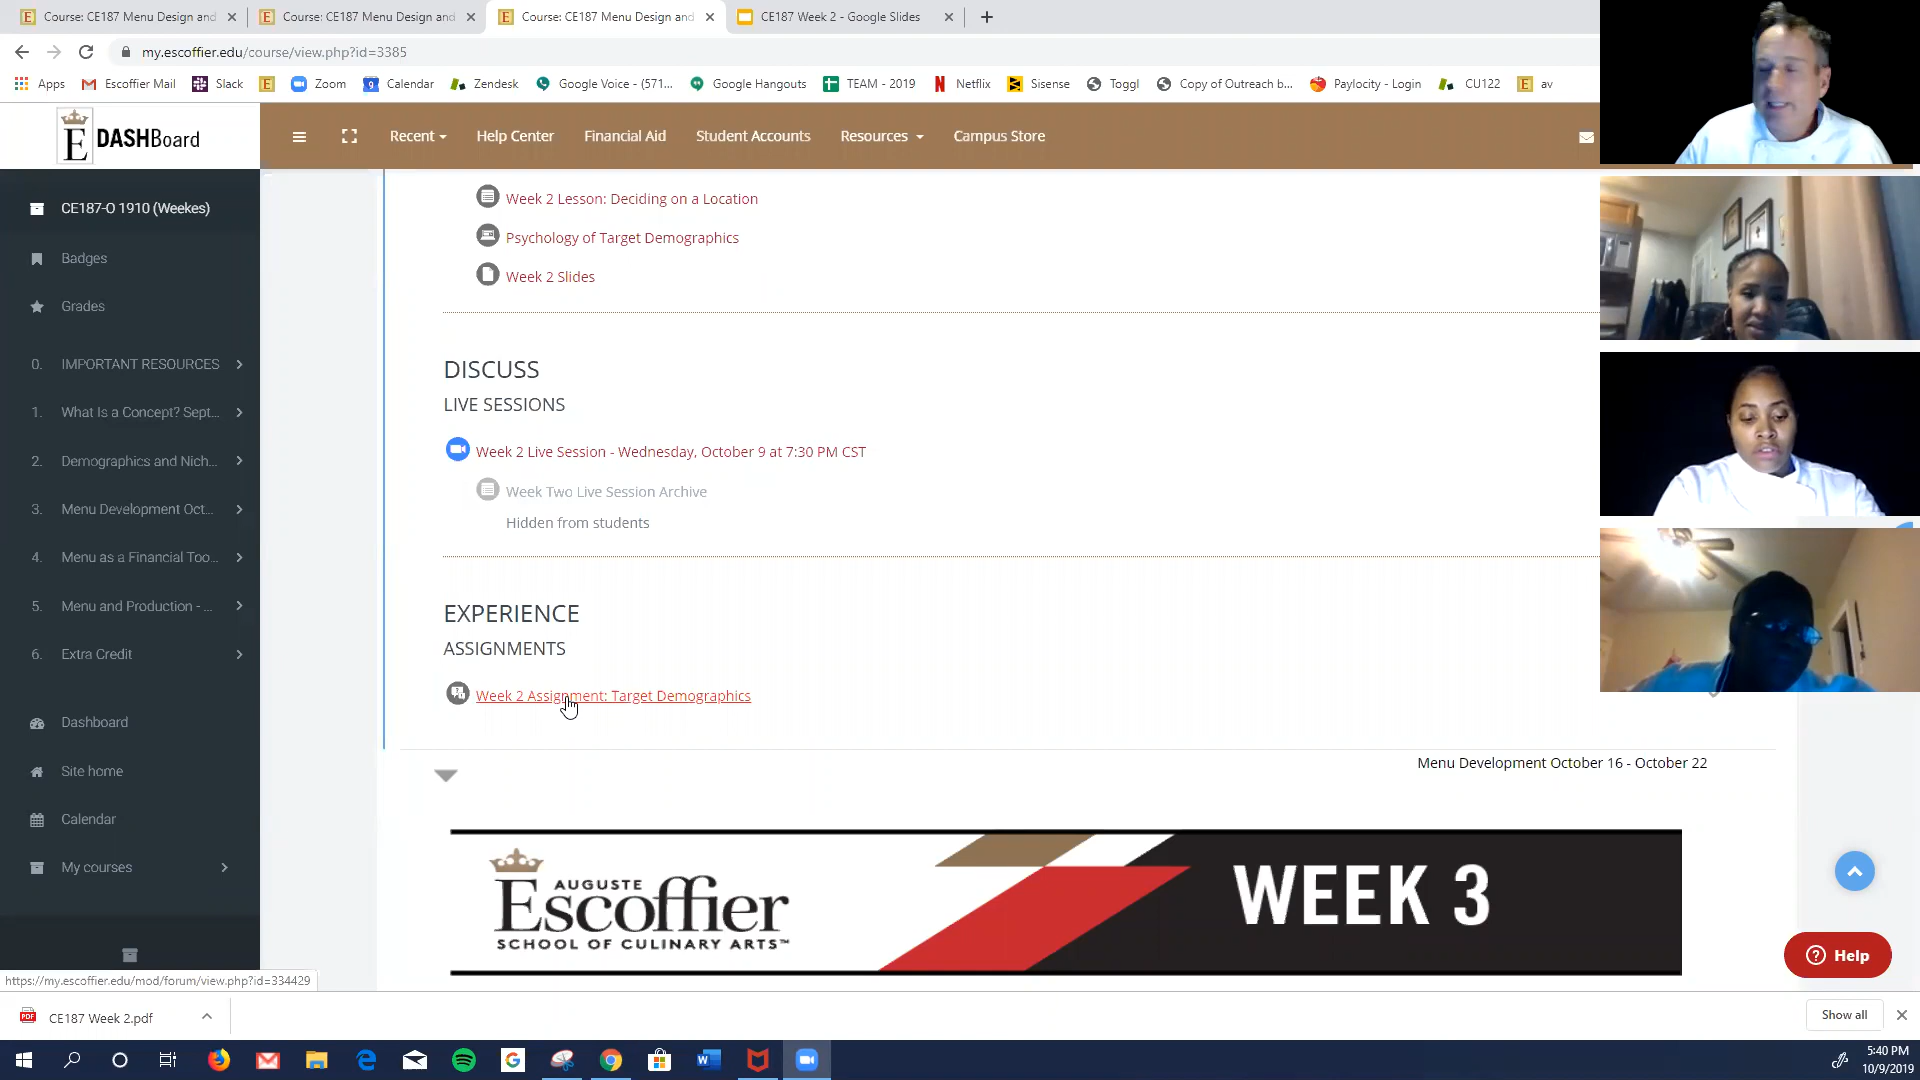 Course: CE187 Menu Design and
Course: CE187 Menu Design and
Course: CE187 Menu Design and
CE187 Week 2 - Google Slides
my.escoffier.edu/course/view.php?id=3385
Apps
Escoffier Mail
Slack
Zoom
Calendar
Zendesk
Google Voice - (571...
Google Hangouts
TEAM - 2019
Netflix
Sisense
Toggl
Copy of Outreach b...
Paylocity - Login
CU122
av
E DASHBoard
Recent
Help Center
Financial Aid
Student Accounts
Resources
Campus Store
CE187-O 1910 (Weekes)
Badges
Grades
0. IMPORTANT RESOURCES
1. What Is a Concept? Sept...
2. Demographics and Nich...
3. Menu Development Oct...
4. Menu as a Financial Too...
5. Menu and Production - ...
6. Extra Credit
Dashboard
Site home
Calendar
My courses
Week 2 Lesson: Deciding on a Location
Psychology of Target Demographics
Week 2 Slides
DISCUSS
LIVE SESSIONS
Week 2 Live Session - Wednesday, October 9 at 7:30 PM CST
Week Two Live Session Archive
Hidden from students
EXPERIENCE
ASSIGNMENTS
Week 2 Assignment: Target Demographics
Menu Development October 16 - October 22
AUGUSTE
Escoffier
SCHOOL OF CULINARY ARTS™
WEEK 3
Help
https://my.escoffier.edu/mod/forum/view.php?id=334429
CE187 Week 2.pdf
Show all
5:40 PM
10/9/2019